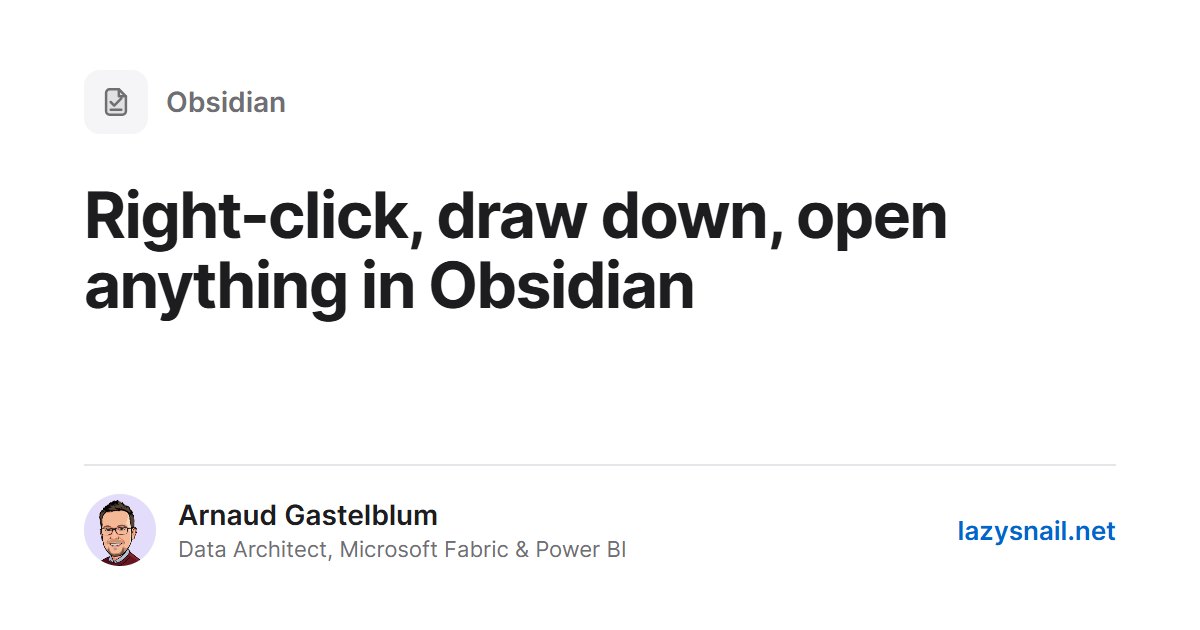 Obsidian
Right-click, draw down, open
anything in Obsidian
Arnaud Gastelblum
Data Architect, Microsoft Fabric & Power BI
lazysnail.net